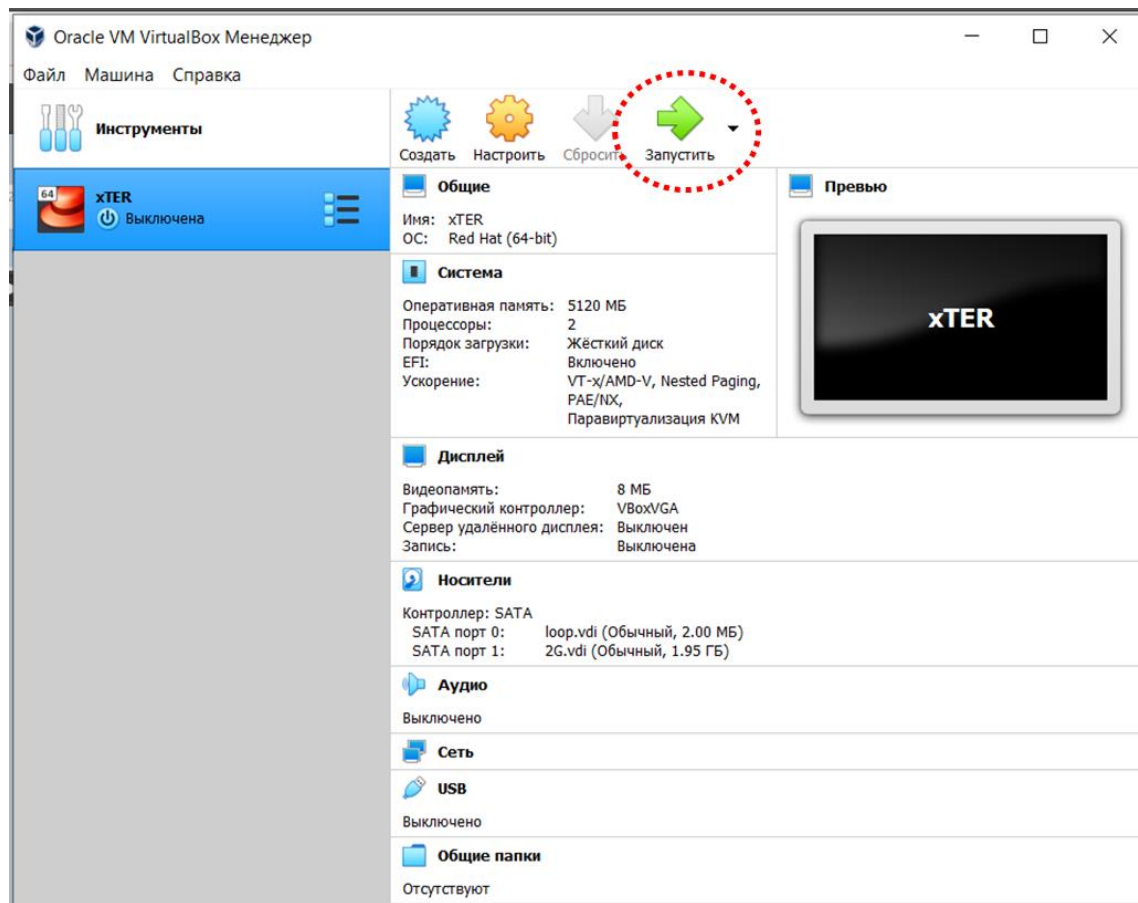 Oracle VM VirtualBox Менеджер
Файл Машина Справка
Инструменты
Создать Настроить Сбросить Запустить
64
xTER
Выключена
Общие
Имя: xTER
ОС: Red Hat (64-bit)
Превью
xTER
Система
Оперативная память: 5120 МБ
Процессоры: 2
Порядок загрузки: Жёсткий диск
EFI: Включено
Ускорение: VT-x/AMD-V, Nested Paging,
PAE/NX,
Паравиртуализация KVM
Дисплей
Видеопамять: 8 МБ
Графический контроллер: VBoxVGA
Сервер удалённого дисплея: Выключен
Запись: Выключена
Носители
Контроллер: SATA
SATA порт 0: loop.vdi (Обычный, 2.00 МБ)
SATA порт 1: 2G.vdi (Обычный, 1.95 ГБ)
Аудио
Выключено
Сеть
USB
Выключено
Общие папки
Отсутствуют